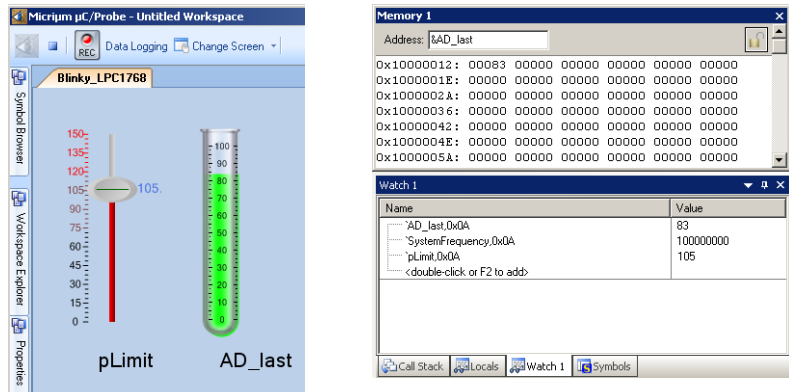 Micriµm µC/Probe - Untitled Workspace
REC Data Logging Change Screen
Blinky_LPC1768
Symbol Browser
Workspace Explorer
Properties
150
135
120
105
90
75
60
45
30
15
0
105.
pLimit
100
90
80
70
60
50
40
30
20
10
0
AD_last
Memory 1
Address: &AD_last
0x10000012: 00083 00000 00000 00000 00000 00000
0x1000001E: 00000 00000 00000 00000 00000 00000
0x1000002A: 00000 00000 00000 00000 00000 00000
0x10000036: 00000 00000 00000 00000 00000 00000
0x10000042: 00000 00000 00000 00000 00000 00000
0x1000004E: 00000 00000 00000 00000 00000 00000
0x1000005A: 00000 00000 00000 00000 00000 00000
Watch 1
Name Value
`AD_last,0x0A 83
`SystemFrequency,0x0A 100000000
`pLimit,0x0A 105
<double-click or F2 to add>
Call Stack Locals Watch 1 Symbols